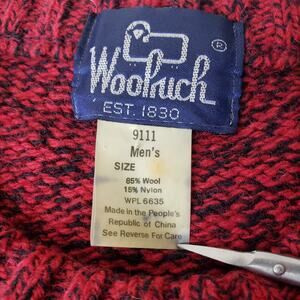 ®
Woolrich
EST. 1830
9111
Men's
SIZE
85% Wool
15% Nylon
WPL 6635
Made in the People's
Republic of China
See Reverse For Care